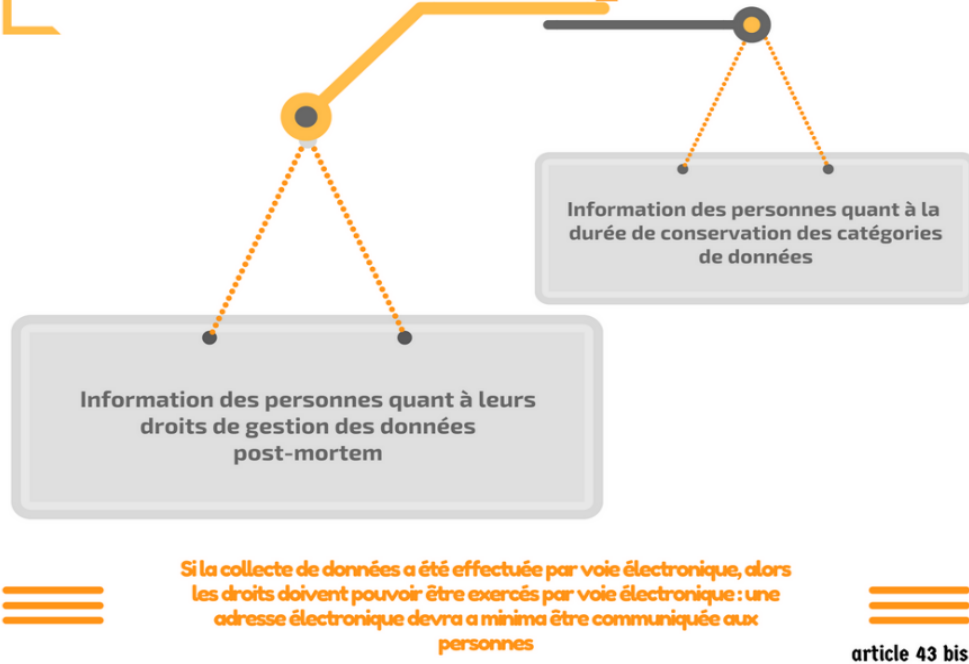 Information des personnes quant à la
durée de conservation des catégories
de données
Information des personnes quant à leurs
droits de gestion des données
post-mortem
Si la collecte de données a été effectuée par voie électronique, alors
les droits doivent pouvoir être exercés par voie électronique : une
adresse électronique devra a minima être communiquée aux
personnes
article 43 bis